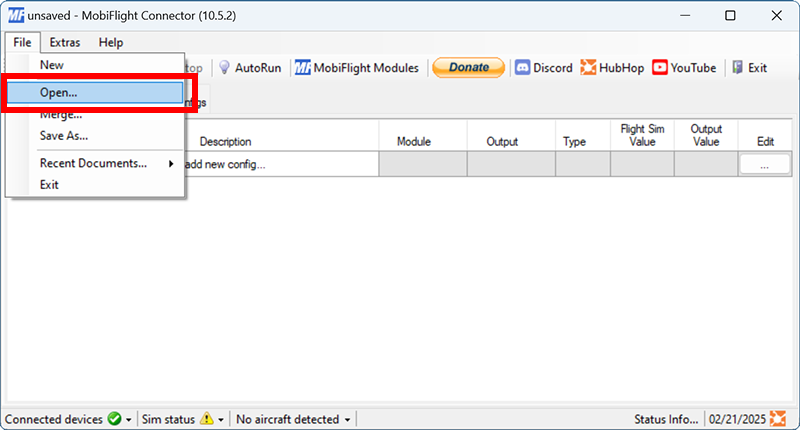 MF unsaved - MobiFlight Connector (10.5.2)
File Extras Help
New
top AutoRun MF MobiFlight Modules Donate Discord HubHop YouTube Exit
Open...
nfigs
Merge...
Save As...
Description Module Output Type Flight Sim Value Output Value Edit
Recent Documents...
add new config... ...
Exit
Connected devices Sim status No aircraft detected Status Info... 02/21/2025